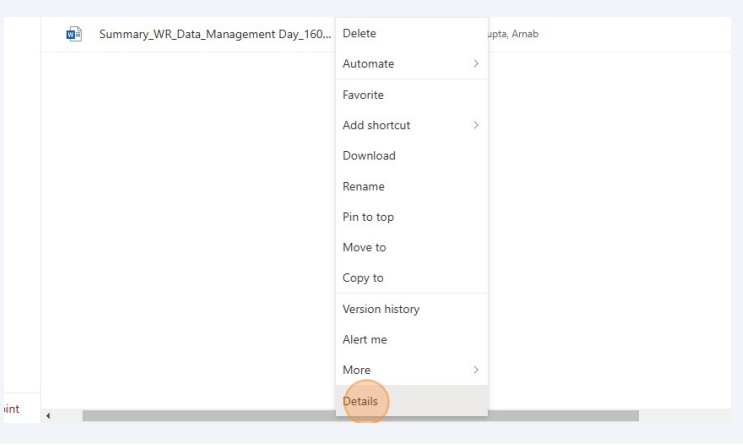 Summary_WR_Data_Management Day_160...
Delete
upta, Arnab
Automate
Favorite
Add shortcut
Download
Rename
Pin to top
Move to
Copy to
Version history
Alert me
More
Details
oint